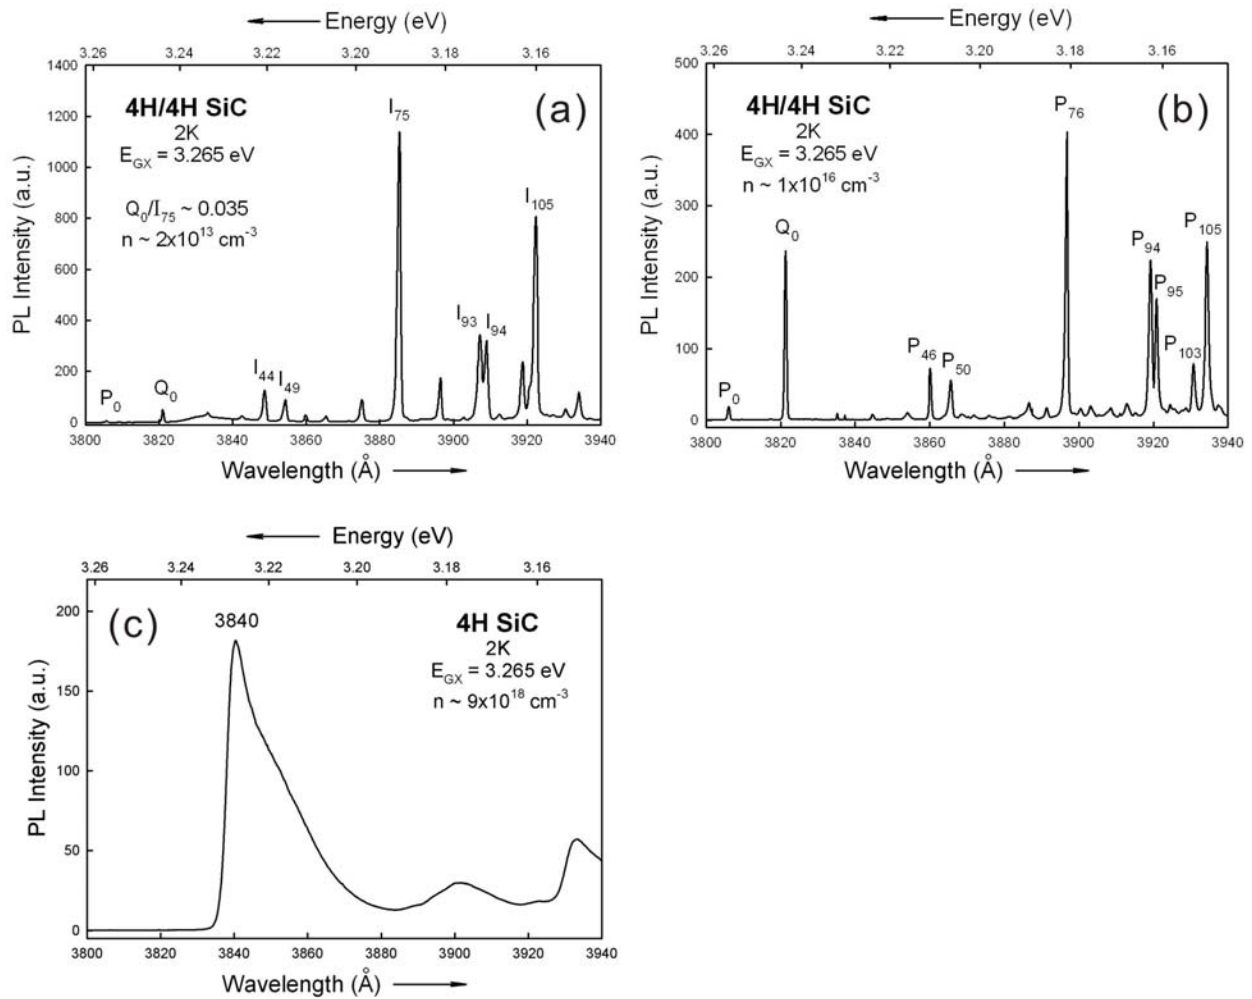 Energy (eV)
3.26 3.24 3.22 3.20 3.18 3.16
1400
1200
1000
800
600
400
200
0
PL Intensity (a.u.)
4H/4H SiC
2K
E_GX = 3.265 eV
Q_0/I_75 ~ 0.035
n ~ 2x10^13 cm^-3
(a)
P_0
Q_0
I_44
I_49
I_75
I_93
I_94
I_105
3800 3820 3840 3860 3880 3900 3920 3940
Wavelength (Å)
Energy (eV)
3.26 3.24 3.22 3.20 3.18 3.16
500
400
300
200
100
0
PL Intensity (a.u.)
4H/4H SiC
2K
E_GX = 3.265 eV
n ~ 1x10^16 cm^-3
(b)
P_0
Q_0
P_46
P_50
P_76
P_94
P_95
P_103
P_105
3800 3820 3840 3860 3880 3900 3920 3940
Wavelength (Å)
Energy (eV)
3.26 3.24 3.22 3.20 3.18 3.16
200
150
100
50
0
PL Intensity (a.u.)
(c)
3840
4H SiC
2K
E_GX = 3.265 eV
n ~ 9x10^18 cm^-3
3800 3820 3840 3860 3880 3900 3920 3940
Wavelength (Å)